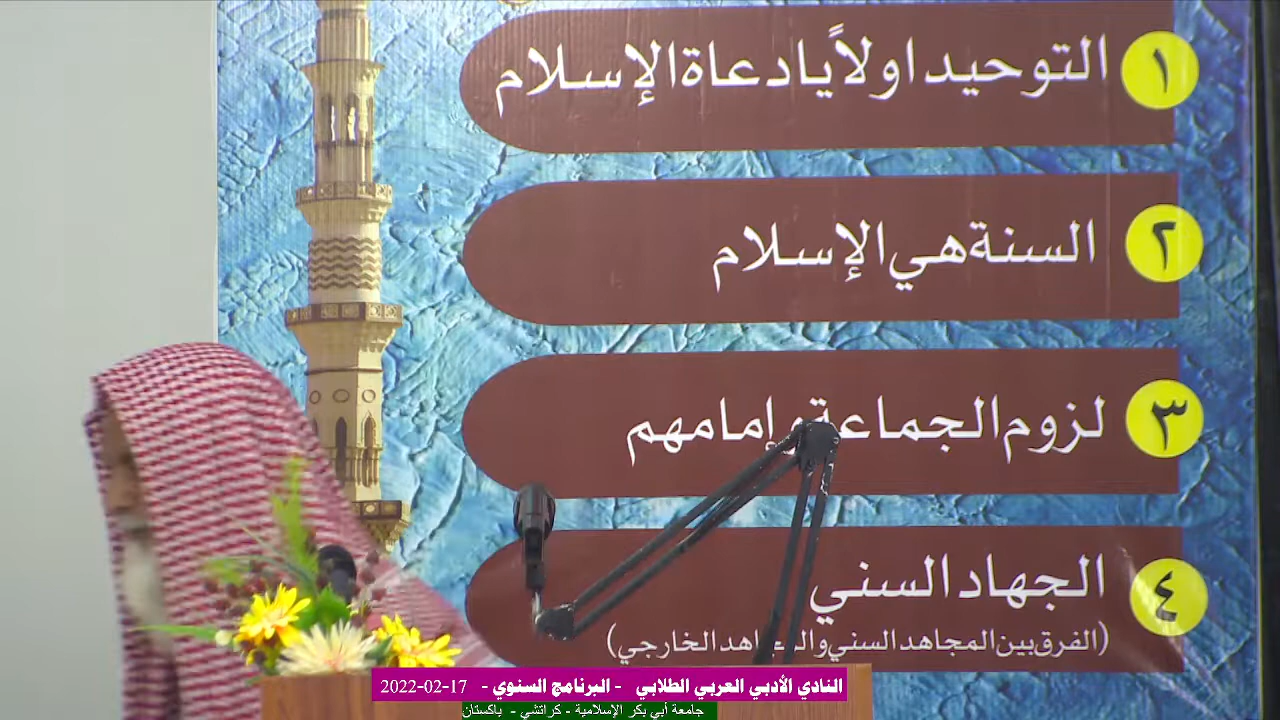 ١ التوحيد اولاً يا دعاة الإسلام
٢ السنة هي الإسلام
٣ لزوم الجماعة وإمامهم
٤ الجهاد السني
(الفرق بين المجاهد السني والمجاهد الخارجي)
النادي الأدبي العربي الطلابي - البرنامج السنوي - 17-02-2022
جامعة أبي بكر الإسلامية - كراتشي - باكستان